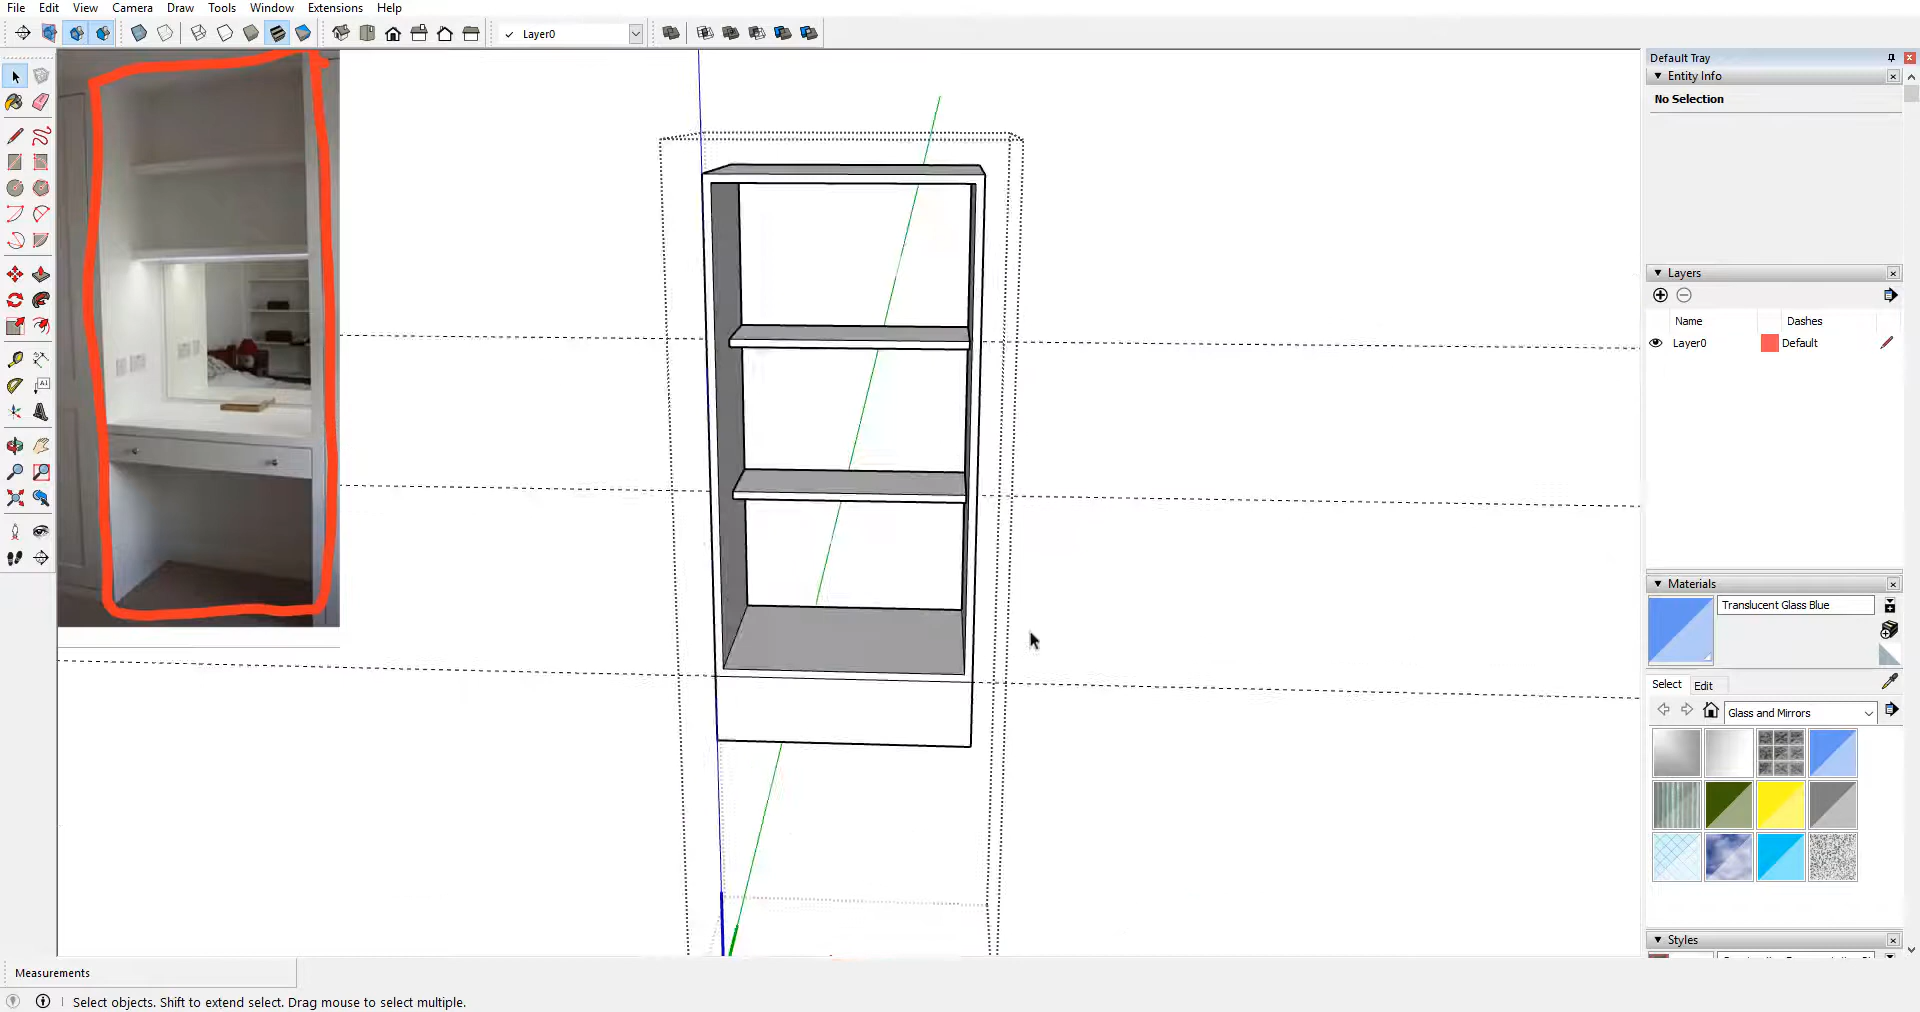 File Edit View Camera Draw Tools Window Extensions Help
✓ Layer0
Default Tray
Entity Info
No Selection
Layers
Name Dashes
Layer0 Default
Materials
Translucent Glass Blue
Select Edit
Glass and Mirrors
Styles
Measurements
Select objects. Shift to extend select. Drag mouse to select multiple.